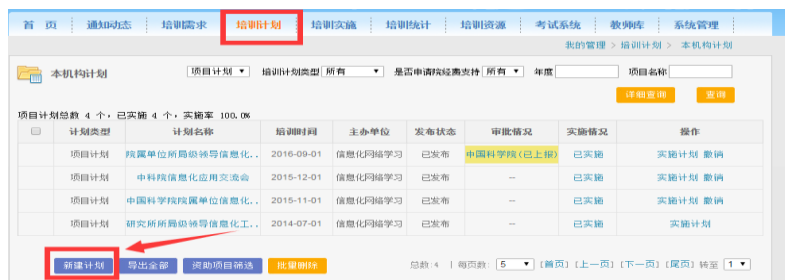 首 页 通知动态 培训需求 培训计划 培训实施 培训统计 培训资源 考试系统 教师库 系统管理
我的管理 > 培训计划 > 本机构计划
本机构计划 项目计划 培训计划类型 所有 是否申请院经费支持 所有 年度 项目名称
详细查询 查询
项目计划总数 4 个，已实施 4 个，实施率 100.0%
计划类型 计划名称 培训时间 主办单位 发布状态 审批情况 实施情况 操作
项目计划 院属单位所局级领导信息化.. 2016-09-01 信息化网络学习 已发布 中国科学院(已上报) 已实施 实施计划 撤销
项目计划 中科院信息化应用交流会 2015-12-01 信息化网络学习 已发布 -- 已实施 实施计划 撤销
项目计划 中国科学院院属单位信息化.. 2015-11-01 信息化网络学习 已发布 -- 已实施 实施计划 撤销
项目计划 研究所所局级领导信息化工.. 2014-07-01 信息化网络学习 已发布 -- 已实施 实施计划
新建计划 导出全部 资助项目筛选 批量删除 总数:4 | 每页数: 5 [首页] [上一页] [下一页] [尾页] 转至 1